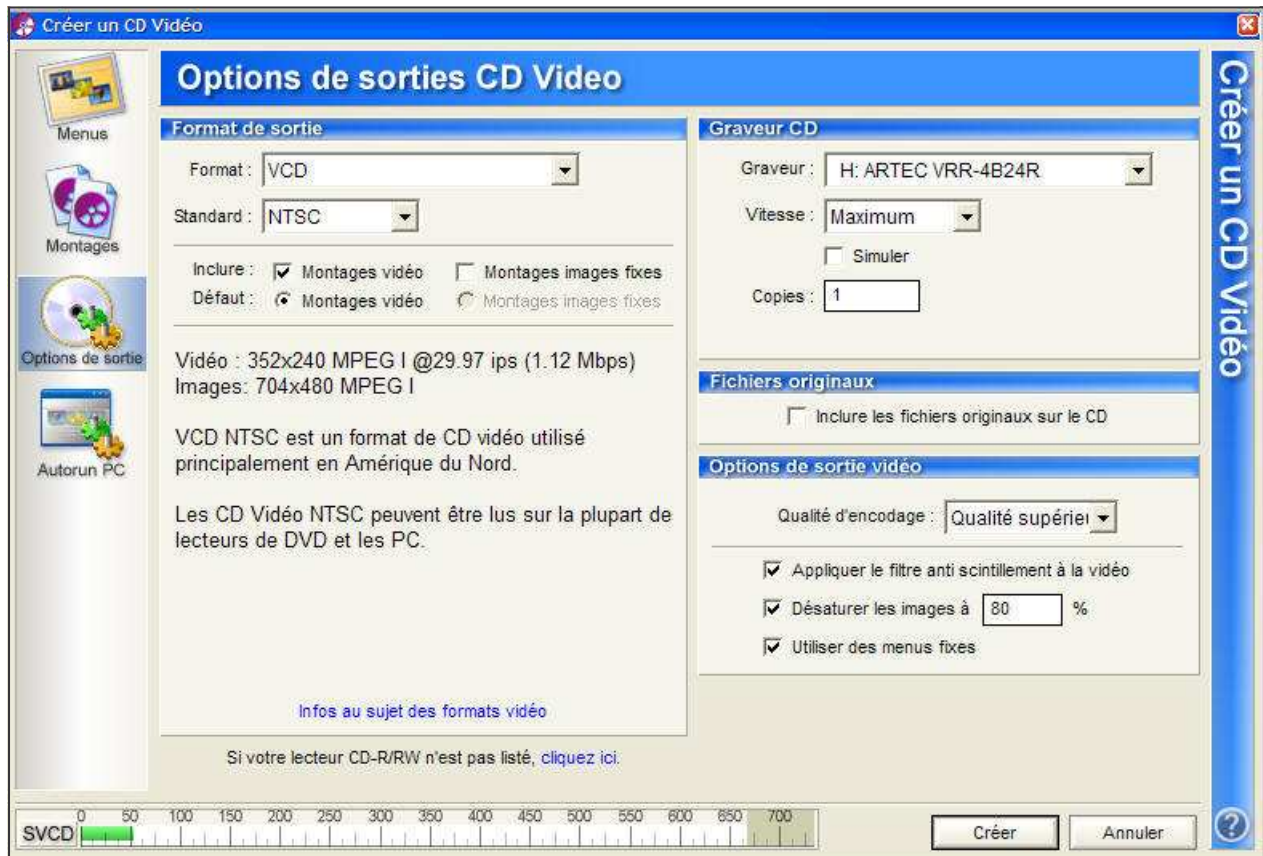 Créer un CD Vidéo
Menus
Montages
Options de sortie
Autorun PC
Options de sorties CD Video
Format de sortie
Format : VCD
Standard : NTSC
Inclure : Montages vidéo Montages images fixes
Défaut : Montages vidéo Montages images fixes
Vidéo : 352x240 MPEG I @29.97 ips (1.12 Mbps)
Images: 704x480 MPEG I
VCD NTSC est un format de CD vidéo utilisé
principalement en Amérique du Nord.
Les CD Vidéo NTSC peuvent être lus sur la plupart de
lecteurs de DVD et les PC.
Infos au sujet des formats vidéo
Si votre lecteur CD-R/RW n'est pas listé, cliquez ici.
Graveur CD
Graveur : H: ARTEC VRR-4B24R
Vitesse : Maximum
Simuler
Copies : 1
Fichiers originaux
Inclure les fichiers originaux sur le CD
Options de sortie vidéo
Qualité d'encodage : Qualité supérieu
Appliquer le filtre anti scintillement à la vidéo
Désaturer les images à 80 %
Utiliser des menus fixes
Créer un CD Vidéo
?
0 50 100 150 200 250 300 350 400 450 500 550 600 650 700
SVCD
Créer Annuler